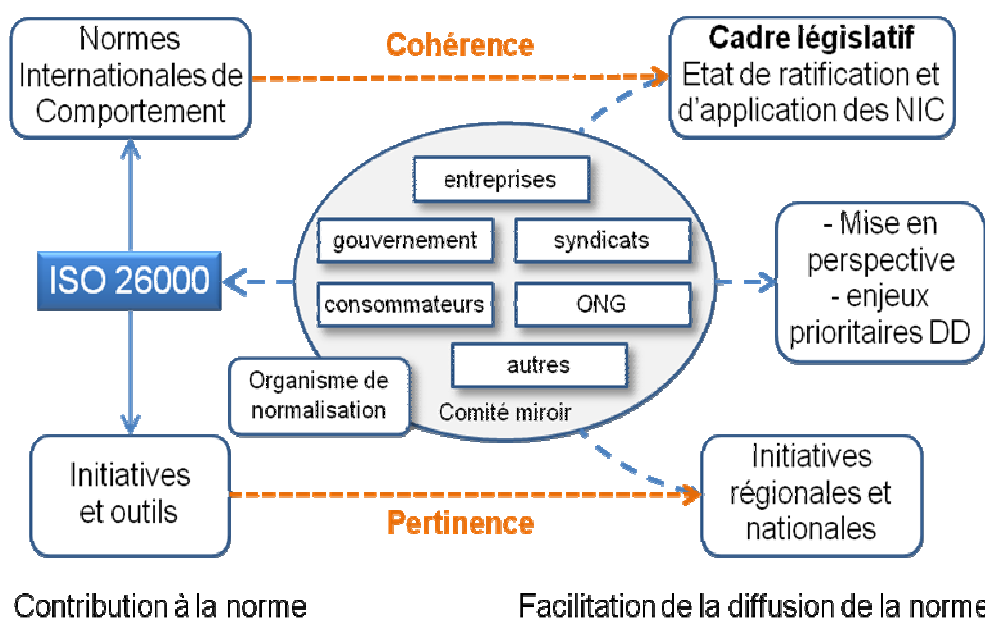 Normes
Internationales de
Comportement
Cohérence
Cadre législatif
Etat de ratification et
d'application des NIC
entreprises
gouvernement
syndicats
consommateurs
ONG
autres
Organisme de
normalisation
Comité miroir
ISO 26000
- Mise en
perspective
- enjeux
prioritaires DD
Initiatives
et outils
Pertinence
Initiatives
régionales et
nationales
Contribution à la norme
Facilitation de la diffusion de la norme